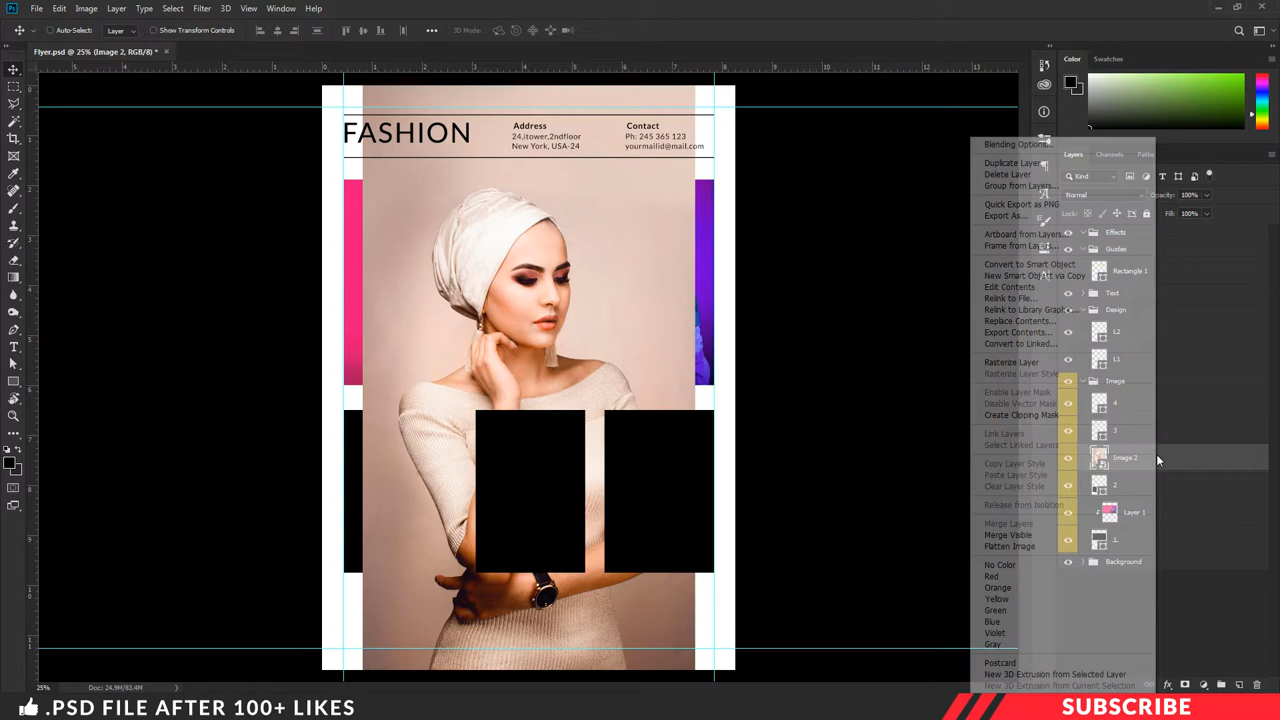 Ps File Edit Image Layer Type Select Filter 3D View Window Help
Auto-Select: Layer Show Transform Controls 3D Mode:
Flyer.psd @ 25% (Image 2, RGB/8) *
Color Swatches
FASHION
Address
24,itower,2ndfloor
New York, USA-24
Contact
Ph: 245 365 123
yourmailid@mail.com
Blending Options...
Duplicate Layer...
Delete Layer
Group from Layers...
Quick Export as PNG
Export As...
Artboard from Layers...
Frame from Layers...
Convert to Smart Object
New Smart Object via Copy
Edit Contents
Relink to File...
Relink to Library Graphic...
Replace Contents...
Export Contents...
Convert to Linked...
Rasterize Layer
Rasterize Layer Style
Enable Layer Mask
Disable Vector Mask
Create Clipping Mask
Link Layers
Select Linked Layers
Copy Layer Style
Paste Layer Style
Clear Layer Style
Release from Isolation
Merge Layers
Merge Visible
Flatten Image
No Color
Red
Orange
Yellow
Green
Blue
Violet
Gray
Postcard
New 3D Extrusion from Selected Layer
New 3D Extrusion from Current Selection
Layers Channels Paths
Kind
Normal Opacity: 100%
Lock: Fill: 100%
Effects
Guides
Rectangle 1
Text
Design
L2
L1
Image
4
3
Image 2
2
Layer 1
1
Background
25% Doc: 24.9M/83.4M
.PSD FILE AFTER 100+ LIKES
SUBSCRIBE